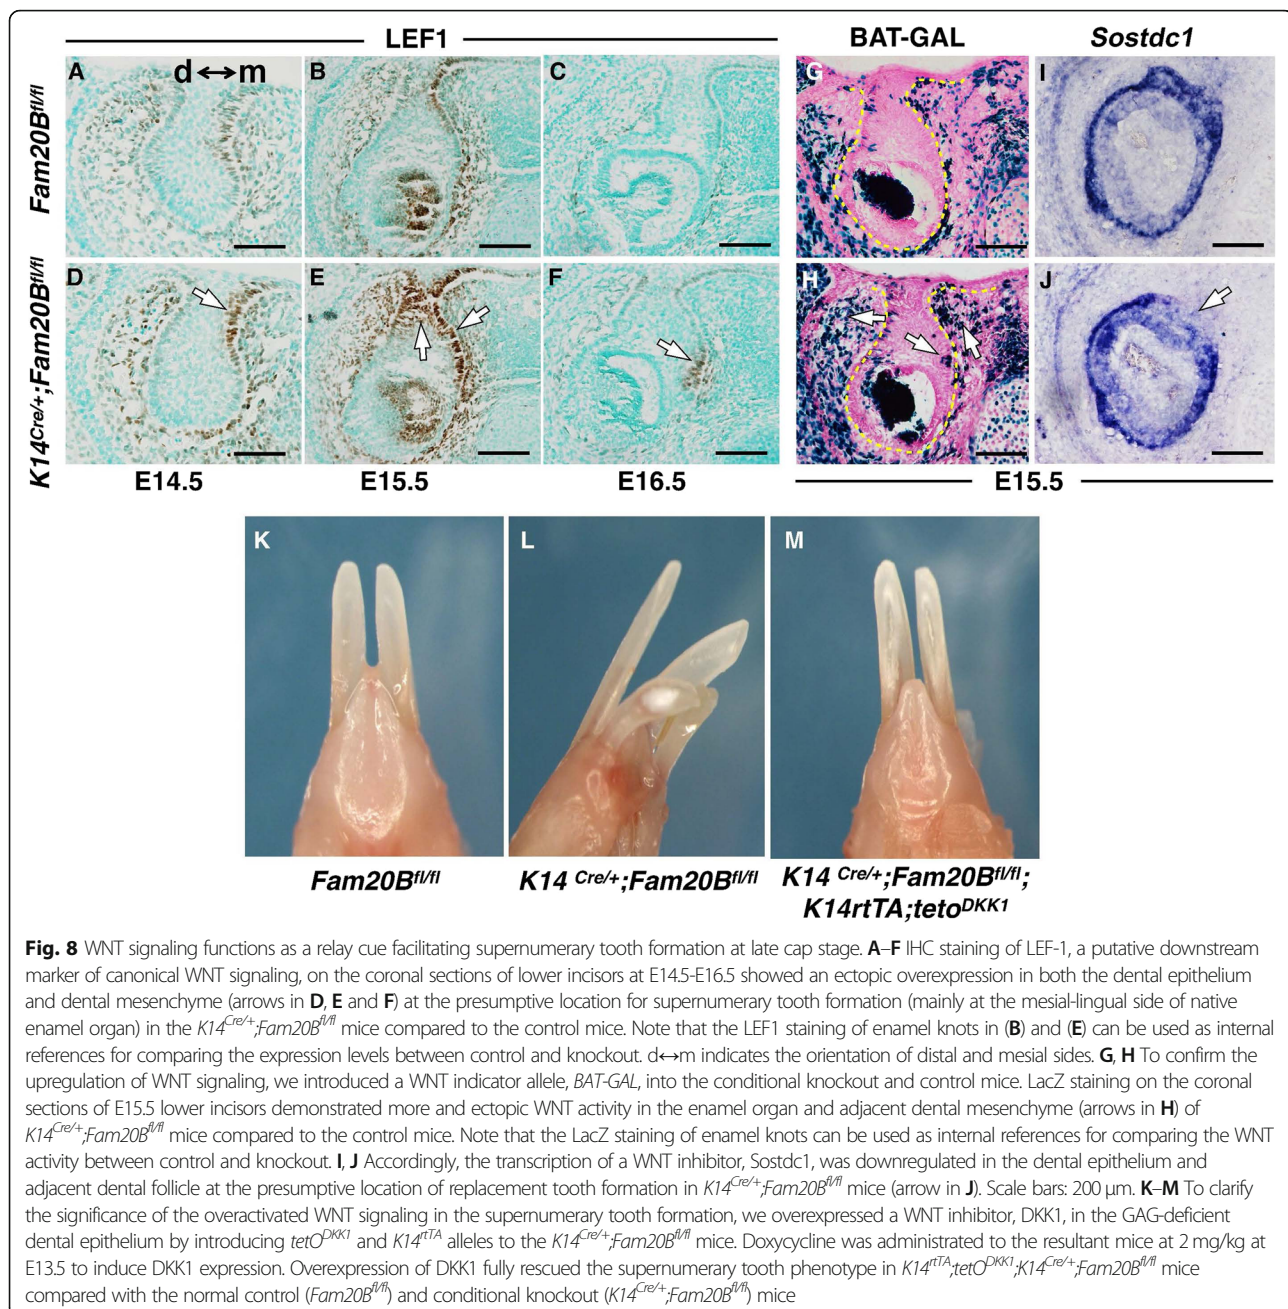 LEF1
BAT-GAL
Sostdc1
Fam20Bfl/fl
A
d ↔ m
B
C
G
I
K14Cre/+;Fam20Bfl/fl
D
E
F
H
J
E14.5
E15.5
E16.5
E15.5
K
L
M
Fam20Bfl/fl
K14 Cre/+;Fam20Bfl/fl
K14 Cre/+;Fam20Bfl/fl;
K14rtTA;tetoDKK1
Fig. 8 WNT signaling functions as a relay cue facilitating supernumerary tooth formation at late cap stage. A–F IHC staining of LEF-1, a putative downstream
marker of canonical WNT signaling, on the coronal sections of lower incisors at E14.5-E16.5 showed an ectopic overexpression in both the dental epithelium
and dental mesenchyme (arrows in D, E and F) at the presumptive location for supernumerary tooth formation (mainly at the mesial-lingual side of native
enamel organ) in the K14Cre/+;Fam20Bfl/fl mice compared to the control mice. Note that the LEF1 staining of enamel knots in (B) and (E) can be used as internal
references for comparing the expression levels between control and knockout. d↔m indicates the orientation of distal and mesial sides. G, H To confirm the
upregulation of WNT signaling, we introduced a WNT indicator allele, BAT-GAL, into the conditional knockout and control mice. LacZ staining on the coronal
sections of E15.5 lower incisors demonstrated more and ectopic WNT activity in the enamel organ and adjacent dental mesenchyme (arrows in H) of
K14Cre/+;Fam20Bfl/fl mice compared to the control mice. Note that the LacZ staining of enamel knots can be used as internal references for comparing the WNT
activity between control and knockout. I, J Accordingly, the transcription of a WNT inhibitor, Sostdc1, was downregulated in the dental epithelium and
adjacent dental follicle at the presumptive location of replacement tooth formation in K14Cre/+;Fam20Bfl/fl mice (arrow in J). Scale bars: 200 μm. K–M To clarify
the significance of the overactivated WNT signaling in the supernumerary tooth formation, we overexpressed a WNT inhibitor, DKK1, in the GAG-deficient
dental epithelium by introducing tetODKK1 and K14rtTA alleles to the K14Cre/+;Fam20Bfl/fl mice. Doxycycline was administrated to the resultant mice at 2 mg/kg at
E13.5 to induce DKK1 expression. Overexpression of DKK1 fully rescued the supernumerary tooth phenotype in K14rtTA;tetODKK1;K14Cre/+;Fam20Bfl/fl mice
compared with the normal control (Fam20Bfl/fl) and conditional knockout (K14Cre/+;Fam20Bfl/fl) mice